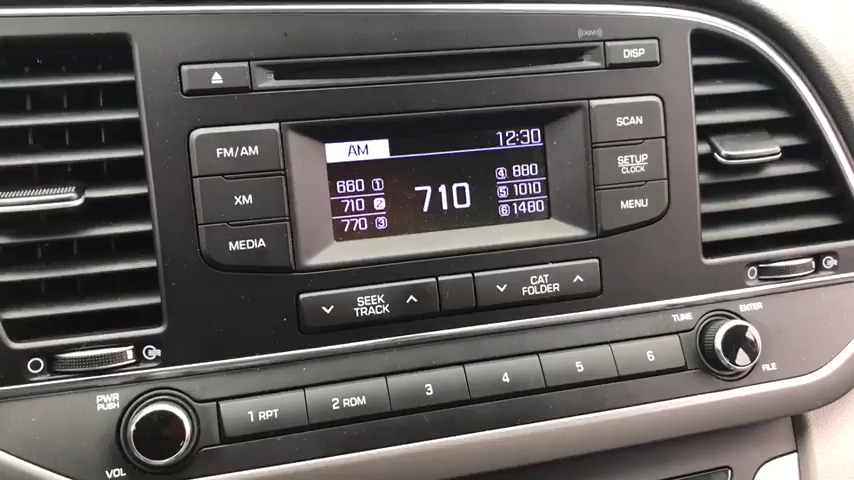 ((XM))
DISP
FM/AM
XM
MEDIA
AM 12:30
660 1
710 2
770 3
710
4 880
5 1010
6 1480
SCAN
SETUP
CLOCK
MENU
SEEK
TRACK
CAT
FOLDER
TUNE
ENTER
FILE
PWR
PUSH
VOL
1 RPT
2 RDM
3
4
5
6